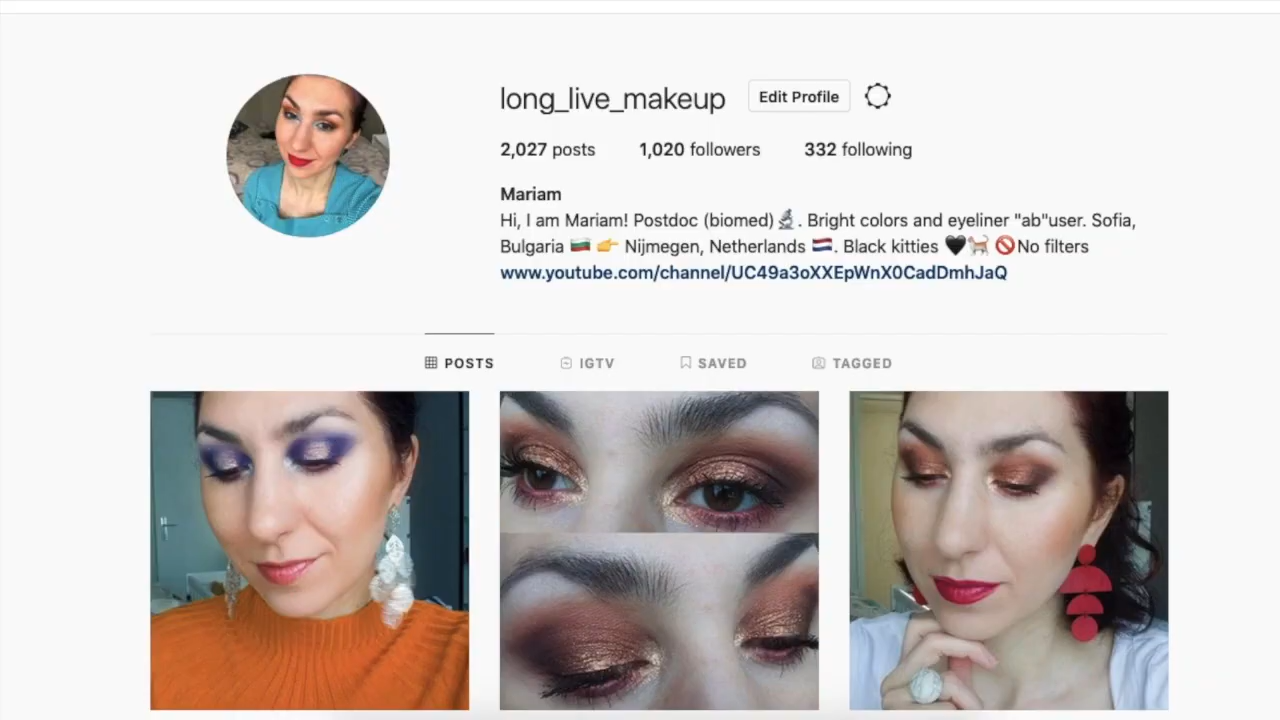 long_live_makeup Edit Profile
2,027 posts 1,020 followers 332 following
Mariam
Hi, I am Mariam! Postdoc (biomed)🔬. Bright colors and eyeliner "ab"user. Sofia,
Bulgaria 🇧🇬 👉 Nijmegen, Netherlands 🇳🇱. Black kitties 🖤🐈 🚫No filters
www.youtube.com/channel/UC49a3oXXEpWnX0CadDmhJaQ
POSTS IGTV SAVED TAGGED